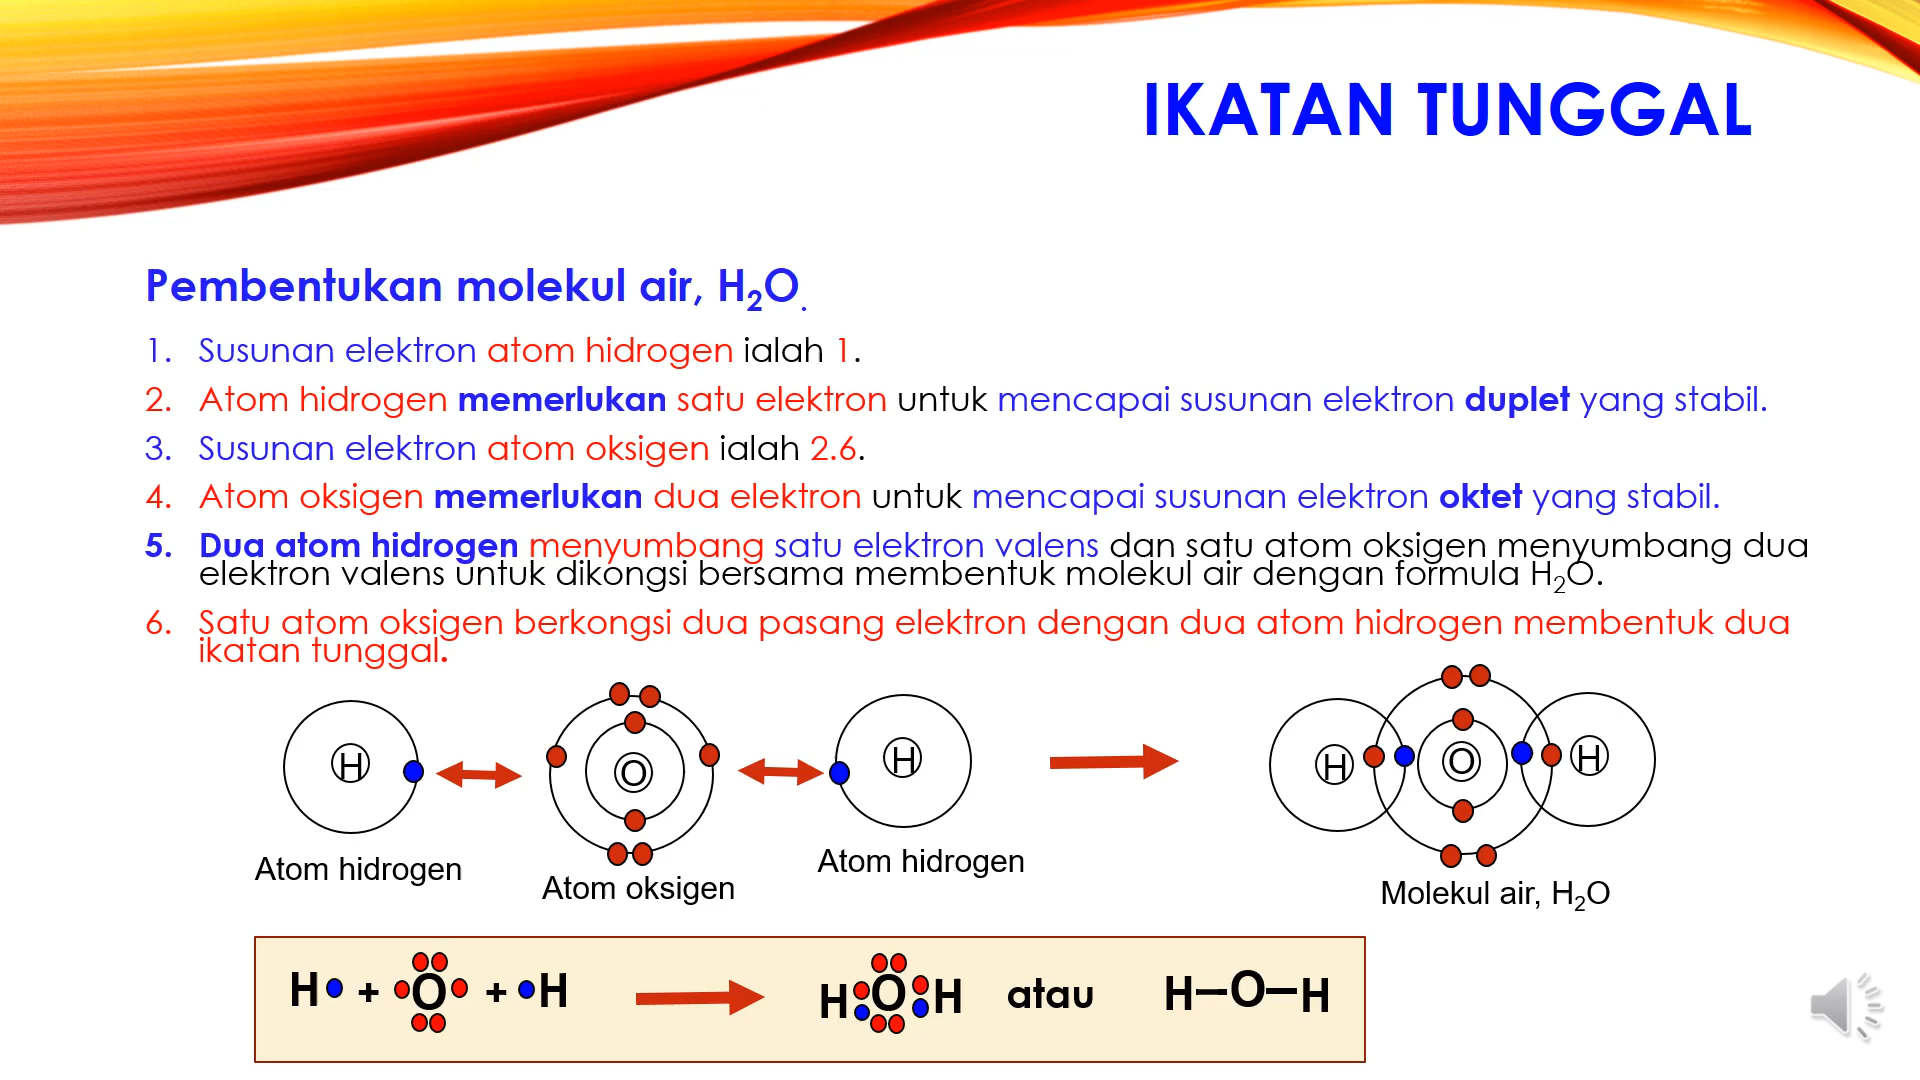 IKATAN TUNGGAL
Pembentukan molekul air, H₂O.
1. Susunan elektron atom hidrogen ialah 1.
2. Atom hidrogen memerlukan satu elektron untuk mencapai susunan elektron duplet yang stabil.
3. Susunan elektron atom oksigen ialah 2.6.
4. Atom oksigen memerlukan dua elektron untuk mencapai susunan elektron oktet yang stabil.
5. Dua atom hidrogen menyumbang satu elektron valens dan satu atom oksigen menyumbang dua
elektron valens untuk dikongsi bersama membentuk molekul air dengan formula H₂O.
6. Satu atom oksigen berkongsi dua pasang elektron dengan dua atom hidrogen membentuk dua
ikatan tunggal.
H O H H O H
Atom hidrogen
Atom oksigen
Atom hidrogen
Molekul air, H₂O
H + O + H H O H atau H–O–H